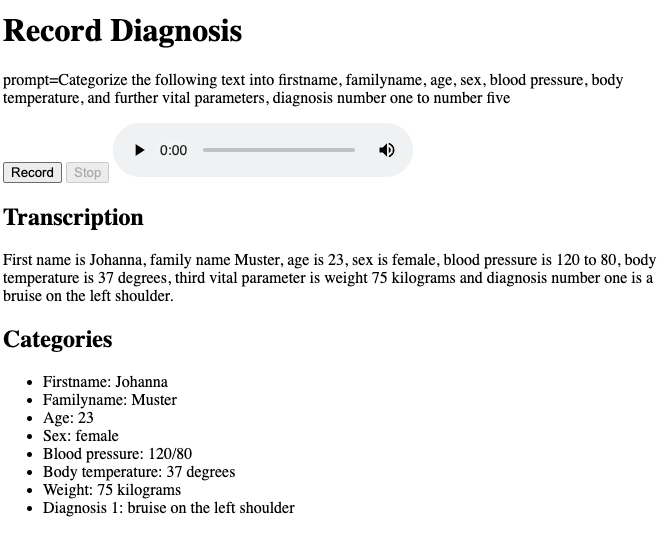 Record Diagnosis
prompt=Categorize the following text into firstname, familyname, age, sex, blood pressure, body
temperature, and further vital parameters, diagnosis number one to number five
Record Stop 0:00
Transcription
First name is Johanna, family name Muster, age is 23, sex is female, blood pressure is 120 to 80, body
temperature is 37 degrees, third vital parameter is weight 75 kilograms and diagnosis number one is a
bruise on the left shoulder.
Categories
• Firstname: Johanna
• Familyname: Muster
• Age: 23
• Sex: female
• Blood pressure: 120/80
• Body temperature: 37 degrees
• Weight: 75 kilograms
• Diagnosis 1: bruise on the left shoulder